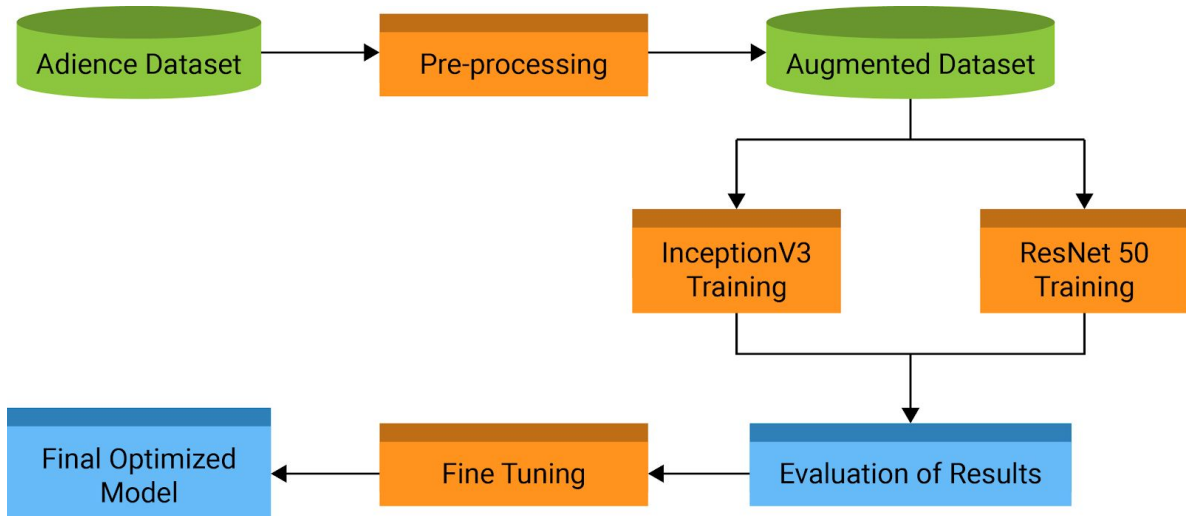 Adience Dataset
Pre-processing
Augmented Dataset
InceptionV3
Training
ResNet 50
Training
Evaluation of Results
Fine Tuning
Final Optimized
Model